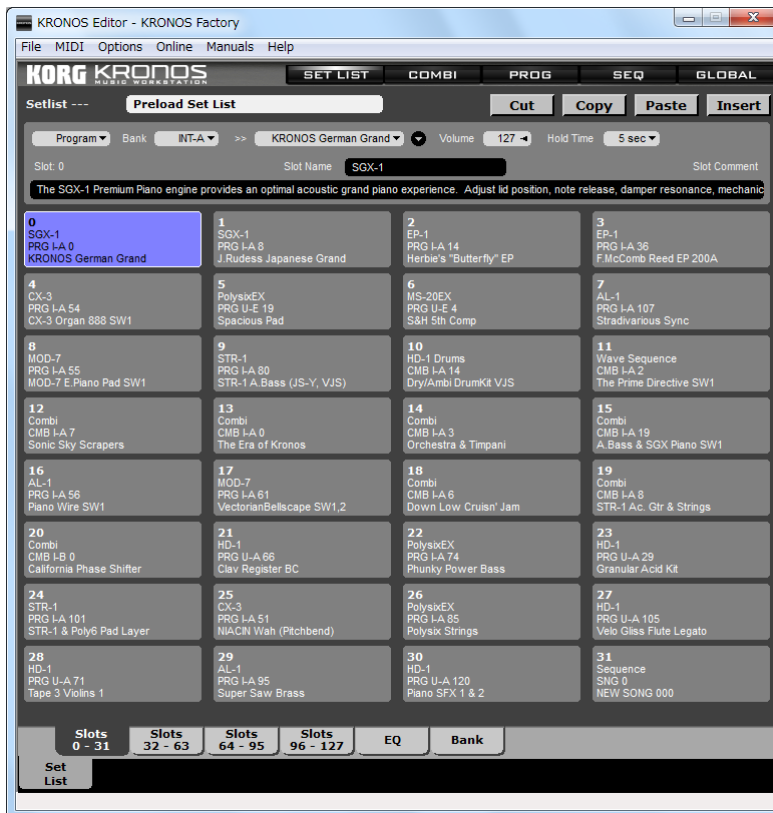 KRONOS Editor - KRONOS Factory
File MIDI Options Online Manuals Help
KORG KRONOS
MUSIC WORKSTATION
SET LIST COMBI PROG SEQ GLOBAL
Setlist --- Preload Set List Cut Copy Paste Insert
Program Bank INT-A >> KRONOS German Grand Volume 127 Hold Time 5 sec
Slot: 0 Slot Name SGX-1 Slot Comment
The SGX-1 Premium Piano engine provides an optimal acoustic grand piano experience. Adjust lid position, note release, damper resonance, mechanic
0
SGX-1
PRG I-A 0
KRONOS German Grand
1
SGX-1
PRG I-A 8
J.Rudess Japanese Grand
2
EP-1
PRG I-A 14
Herbie's "Butterfly" EP
3
EP-1
PRG I-A 36
F.McComb Reed EP 200A
4
CX-3
PRG I-A 54
CX-3 Organ 888 SW1
5
PolysixEX
PRG U-E 19
Spacious Pad
6
MS-20EX
PRG U-E 4
S&H 5th Comp
7
AL-1
PRG I-A 107
Stradivarious Sync
8
MOD-7
PRG I-A 55
MOD-7 E.Piano Pad SW1
9
STR-1
PRG I-A 80
STR-1 A.Bass (JS-Y, VJS)
10
HD-1 Drums
CMB I-A 14
Dry/Ambi DrumKit VJS
11
Wave Sequence
CMB I-A 2
The Prime Directive SW1
12
Combi
CMB I-A 7
Sonic Sky Scrapers
13
Combi
CMB I-A 0
The Era of Kronos
14
Combi
CMB I-A 3
Orchestra & Timpani
15
Combi
CMB I-A 19
A.Bass & SGX Piano SW1
16
AL-1
PRG I-A 56
Piano Wire SW1
17
MOD-7
PRG I-A 61
VectorianBellscape SW1,2
18
Combi
CMB I-A 6
Down Low Cruisn' Jam
19
Combi
CMB I-A 8
STR-1 Ac. Gtr & Strings
20
Combi
CMB I-B 0
California Phase Shifter
21
HD-1
PRG U-A 66
Clav Register BC
22
PolysixEX
PRG I-A 74
Phunky Power Bass
23
HD-1
PRG U-A 29
Granular Acid Kit
24
STR-1
PRG I-A 101
STR-1 & Poly6 Pad Layer
25
CX-3
PRG I-A 51
NIACIN Wah (Pitchbend)
26
PolysixEX
PRG I-A 85
Polysix Strings
27
HD-1
PRG U-A 105
Velo Gliss Flute Legato
28
HD-1
PRG U-A 71
Tape 3 Violins 1
29
AL-1
PRG I-A 95
Super Saw Brass
30
HD-1
PRG U-A 120
Piano SFX 1 & 2
31
Sequence
SNG 0
NEW SONG 000
Slots
0 - 31
Slots
32 - 63
Slots
64 - 95
Slots
96 - 127
EQ
Bank
Set
List